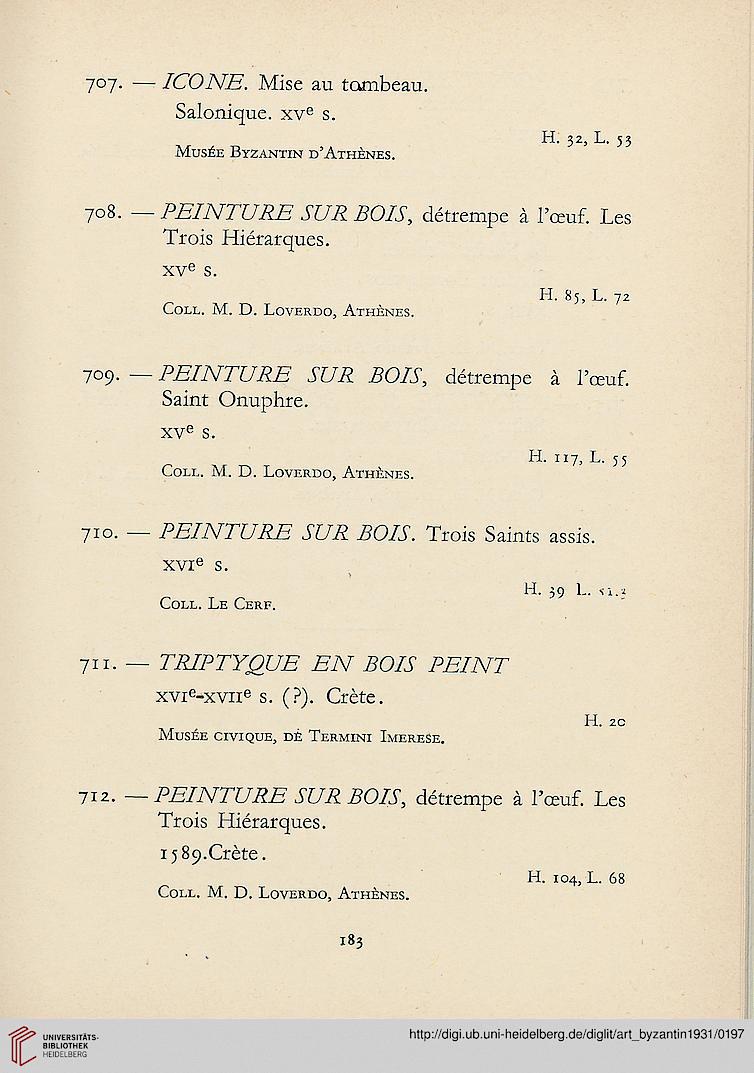 707. — ICONE. Mise au tombeau.
Salonique. XVe s.
H. 32, L. 53
Musée Byzantin d'Athènes.
708. — PEINTURE SUR BOIS, détrempe à l'œuf. Les
Trois Hiérarques.
XVe s.
H. 85, L. 72
Coll. M. D. Loverdo, Athènes.
709. — PEINTURE SUR BOIS, détrempe à l'œuf.
Saint Onuphre.
XVe s.
H. 117, L. 55
Coll. M. D. Loverdo, Athènes.
710. — PEINTURE SUR BOIS. Trois Saints assis.
XVIe s.
H. 39 L.
Coll. Le Cerf.
711. — TRIPTYQUE EN BOIS PEINT
XVIe-XVIIe s. (?). Crète.
H. 20
Musée civique, dé Termini Imerese.
712. — PEINTURE SUR BOIS, détrempe à l'œuf. Les
Trois Hiérarques.
1589.Crète.
H. 104, L. 68
Coll. M. D. Loverdo, Athènes.
183
UNIVERSITÄTS-
BIBLIOTHEK
HEIDELBERG
http://digi.ub.uni-heidelberg.de/diglit/art_byzantin1931/0197